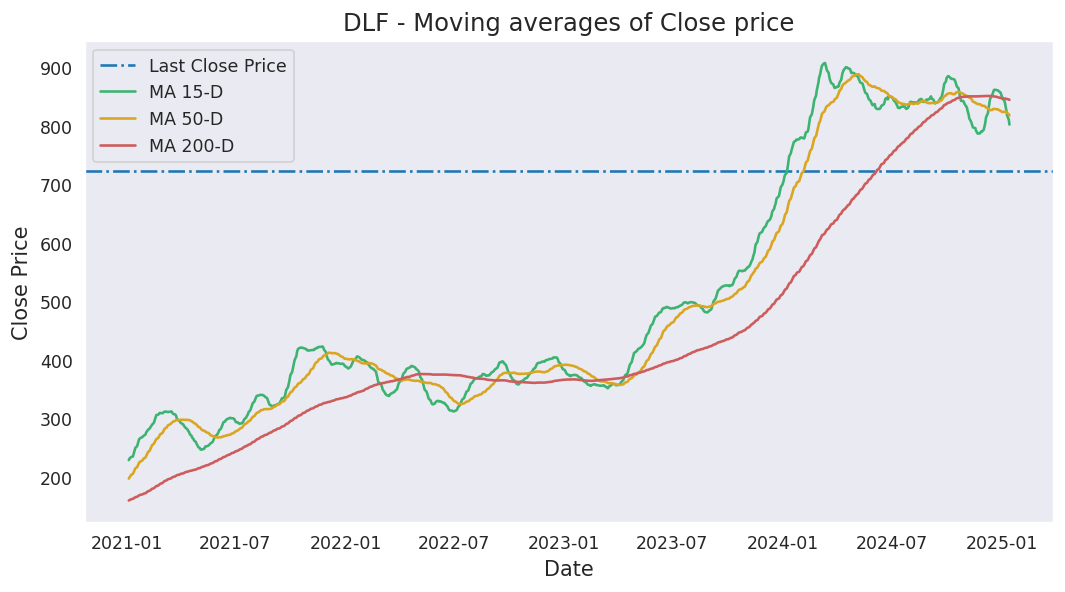 DLF - Moving averages of Close price
Last Close Price
MA 15-D
MA 50-D
MA 200-D
Close Price
900
800
700
600
500
400
300
200
2021-01 2021-07 2022-01 2022-07 2023-01 2023-07 2024-01 2024-07 2025-01
Date